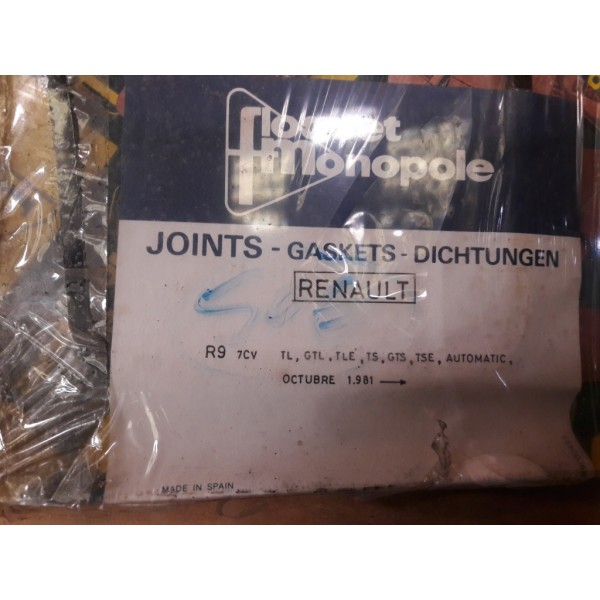 floquet
monopole
JOINTS - GASKETS - DICHTUNGEN
RENAULT
R9 7CV TL, GTL, TLE, TS, GTS, TSE, AUTOMATIC,
OCTUBRE 1.981 →
MADE IN SPAIN